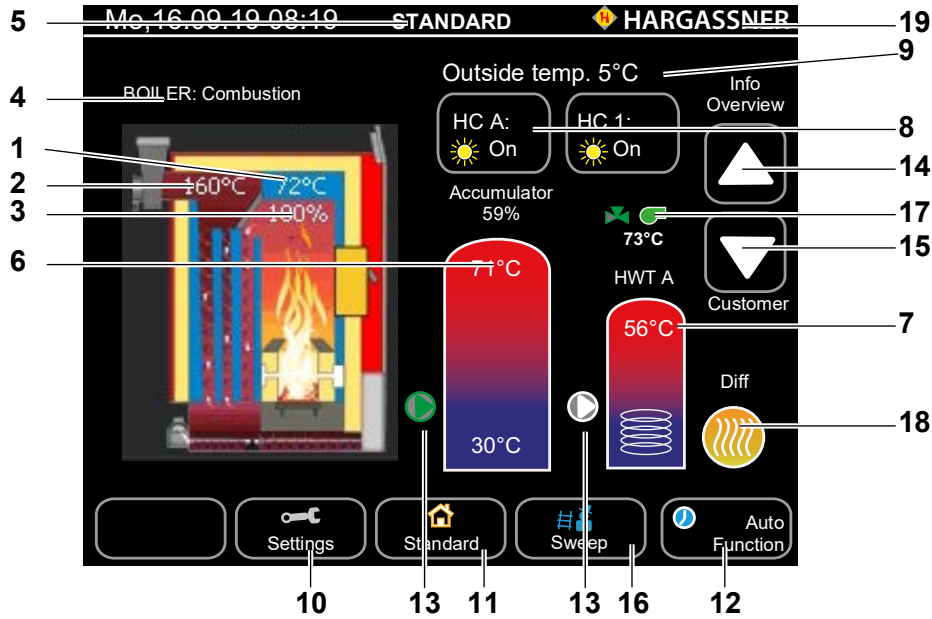 5 Mo,16.09.19 08:19 STANDARD H HARGASSNER 19
9
Outside temp. 5°C
Info
Overview
4 BOILER: Combustion
HC A:
On
HC 1:
On
8
1
2 160°C 72°C
14
3 100%
Accumulator
59%
17
73°C
15
6 71°C
HWT A
Customer
56°C 7
Diff
18
30°C
Settings
Standard
Sweep
Auto
Function
10 13 11 13 16 12